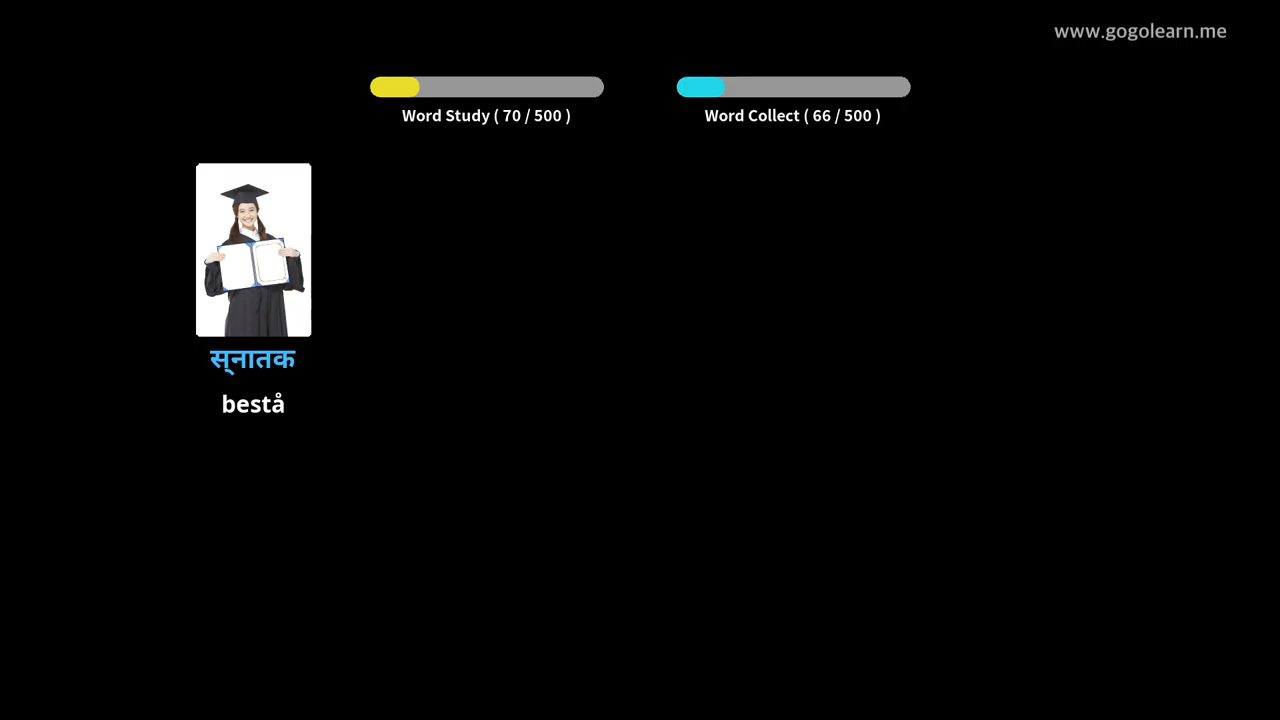 www.gogolearn.me
Word Study ( 70 / 500 )
Word Collect ( 66 / 500 )
स्‌नातक
bestå